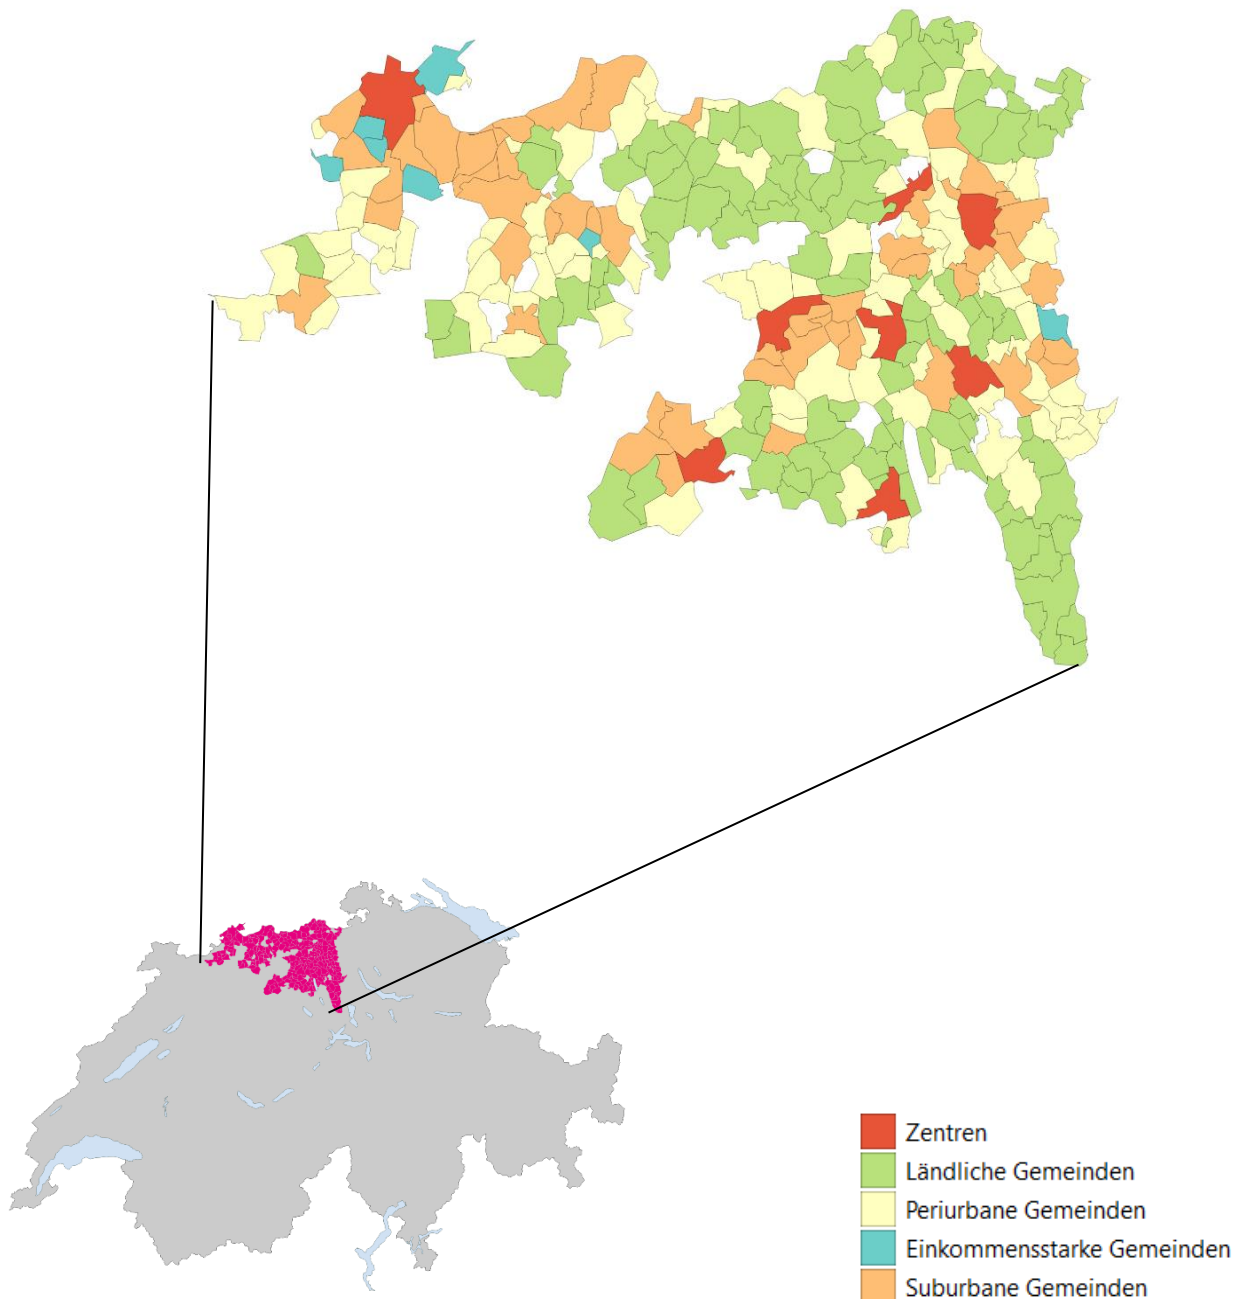 Zentren
Ländliche Gemeinden
Periurbane Gemeinden
Einkommensstarke Gemeinden
Suburbane Gemeinden